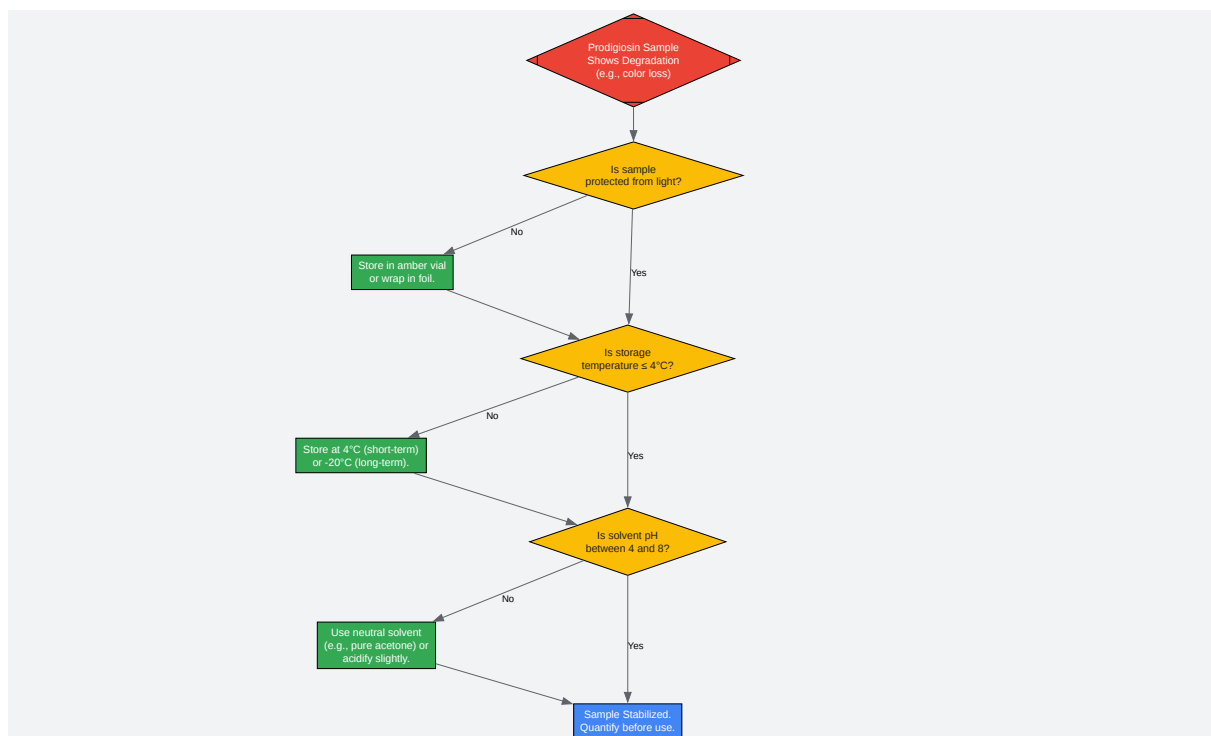 Prodigiosin Sample
Shows Degradation
(e.g., color loss)
Is sample
protected from light?
No
Store in amber vial
or wrap in foil.
Yes
Is storage
temperature ≤ 4°C?
No
Store at 4°C (short-term)
or -20°C (long-term).
Yes
Is solvent pH
between 4 and 8?
No
Use neutral solvent
(e.g., pure acetone) or
acidify slightly.
Yes
Sample Stabilized.
Quantify before use.